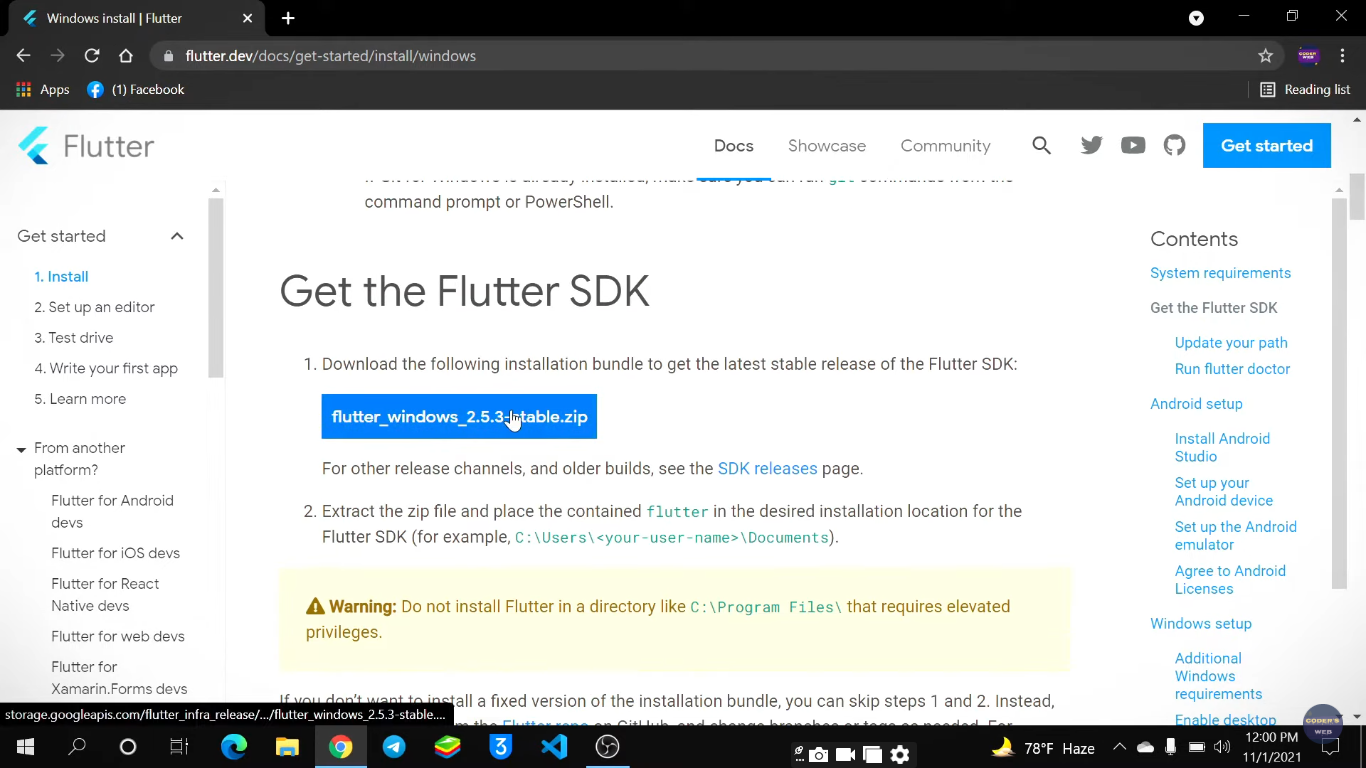 Windows install | Flutter
flutter.dev/docs/get-started/install/windows
Apps
(1) Facebook
Reading list
Flutter
Docs
Showcase
Community
Get started
command prompt or PowerShell.
Get started
1. Install
2. Set up an editor
3. Test drive
4. Write your first app
5. Learn more
From another
platform?
Flutter for Android
devs
Flutter for iOS devs
Flutter for React
Native devs
Flutter for web devs
Flutter for
Xamarin.Forms devs
Get the Flutter SDK
1. Download the following installation bundle to get the latest stable release of the Flutter SDK:
flutter_windows_2.5.3-stable.zip
For other release channels, and older builds, see the SDK releases page.
2. Extract the zip file and place the contained flutter in the desired installation location for the
Flutter SDK (for example, C:\Users\<your-user-name>\Documents).
Warning: Do not install Flutter in a directory like C:\Program Files\ that requires elevated
privileges.
If you don't want to install a fixed version of the installation bundle, you can skip steps 1 and 2. Instead,
Contents
System requirements
Get the Flutter SDK
Update your path
Run flutter doctor
Android setup
Install Android
Studio
Set up your
Android device
Set up the Android
emulator
Agree to Android
Licenses
Windows setup
Additional
Windows
requirements
Enable desktop
storage.googleapis.com/flutter_infra_release/.../flutter_windows_2.5.3-stable....
CODER'S
WEB
78°F Haze
12:00 PM
11/1/2021